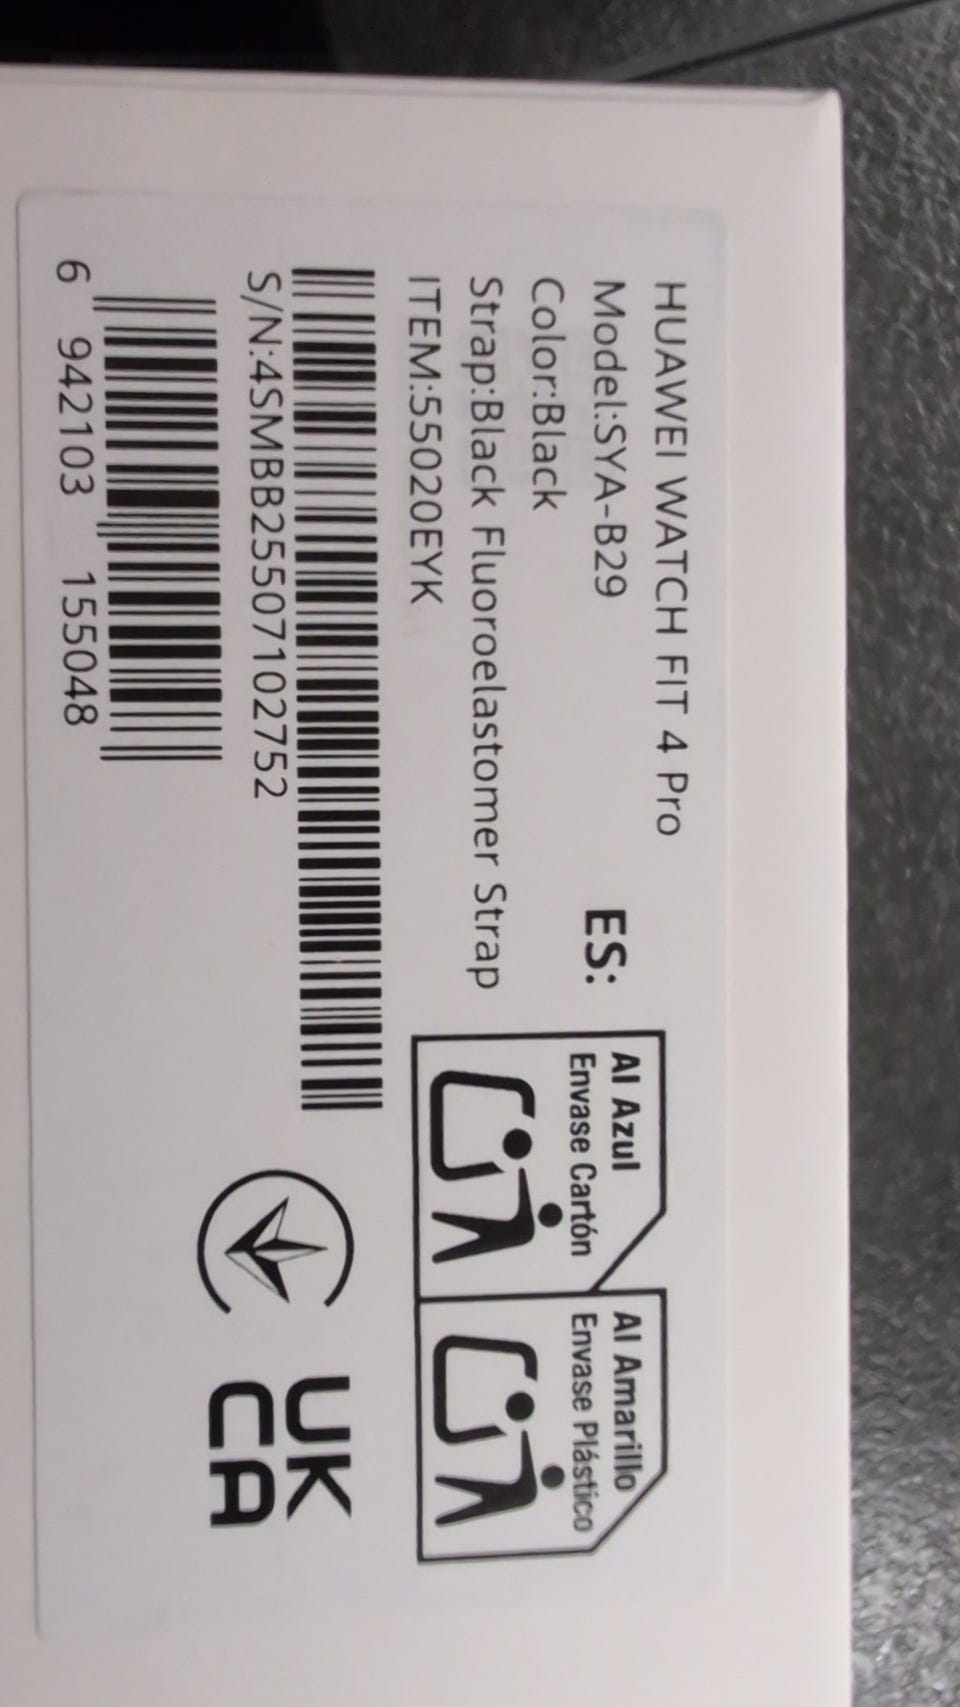 HUAWEI WATCH FIT 4 Pro
Model:SYA-B29
Color:Black
Strap:Black Fluoroelastomer Strap
ITEM:55020EYK
S/N:4SMBB25507102752
6 942103 155048
ES:
Al Azul
Envase Cartón
Al Amarillo
Envase Plástico
UK
CA